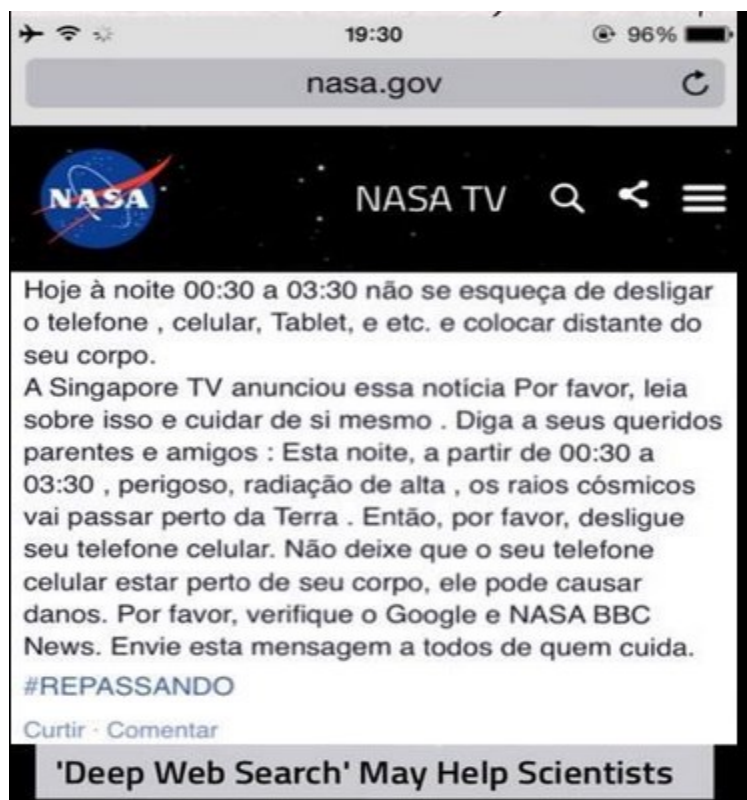 19:30
96%
nasa.gov
NASA
NASA TV
Hoje à noite 00:30 a 03:30 não se esqueça de desligar
o telefone , celular, Tablet, e etc. e colocar distante do
seu corpo.
A Singapore TV anunciou essa notícia Por favor, leia
sobre isso e cuidar de si mesmo . Diga a seus queridos
parentes e amigos : Esta noite, a partir de 00:30 a
03:30 , perigoso, radiação de alta , os raios cósmicos
vai passar perto da Terra . Então, por favor, desligue
seu telefone celular. Não deixe que o seu telefone
celular estar perto de seu corpo, ele pode causar
danos. Por favor, verifique o Google e NASA BBC
News. Envie esta mensagem a todos de quem cuida.
#REPASSANDO
Curtir · Comentar
'Deep Web Search' May Help Scientists